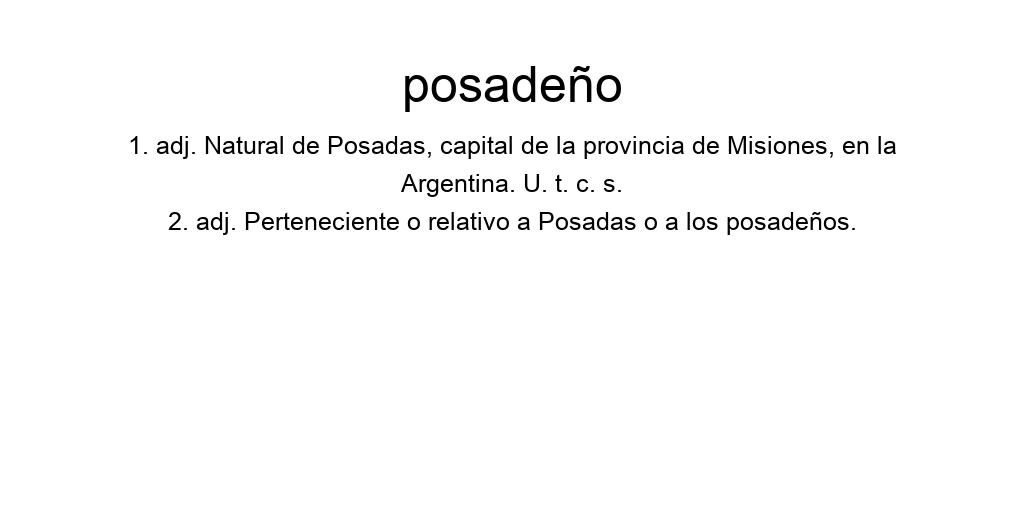 posadeño
1. adj. Natural de Posadas, capital de la provincia de Misiones, en la
Argentina. U. t. c. s.
2. adj. Perteneciente o relativo a Posadas o a los posadeños.